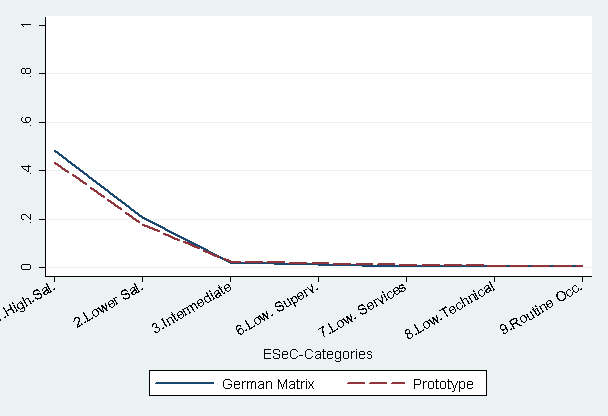 1
.8
.6
.4
.2
0
.High.Sal.
2.Lower Sal.
3.Intermediate
6.Low. Superv.
7.Low. Services
8.Low.Technical
9.Routine Occ.
ESeC-Categories
German Matrix
Prototype